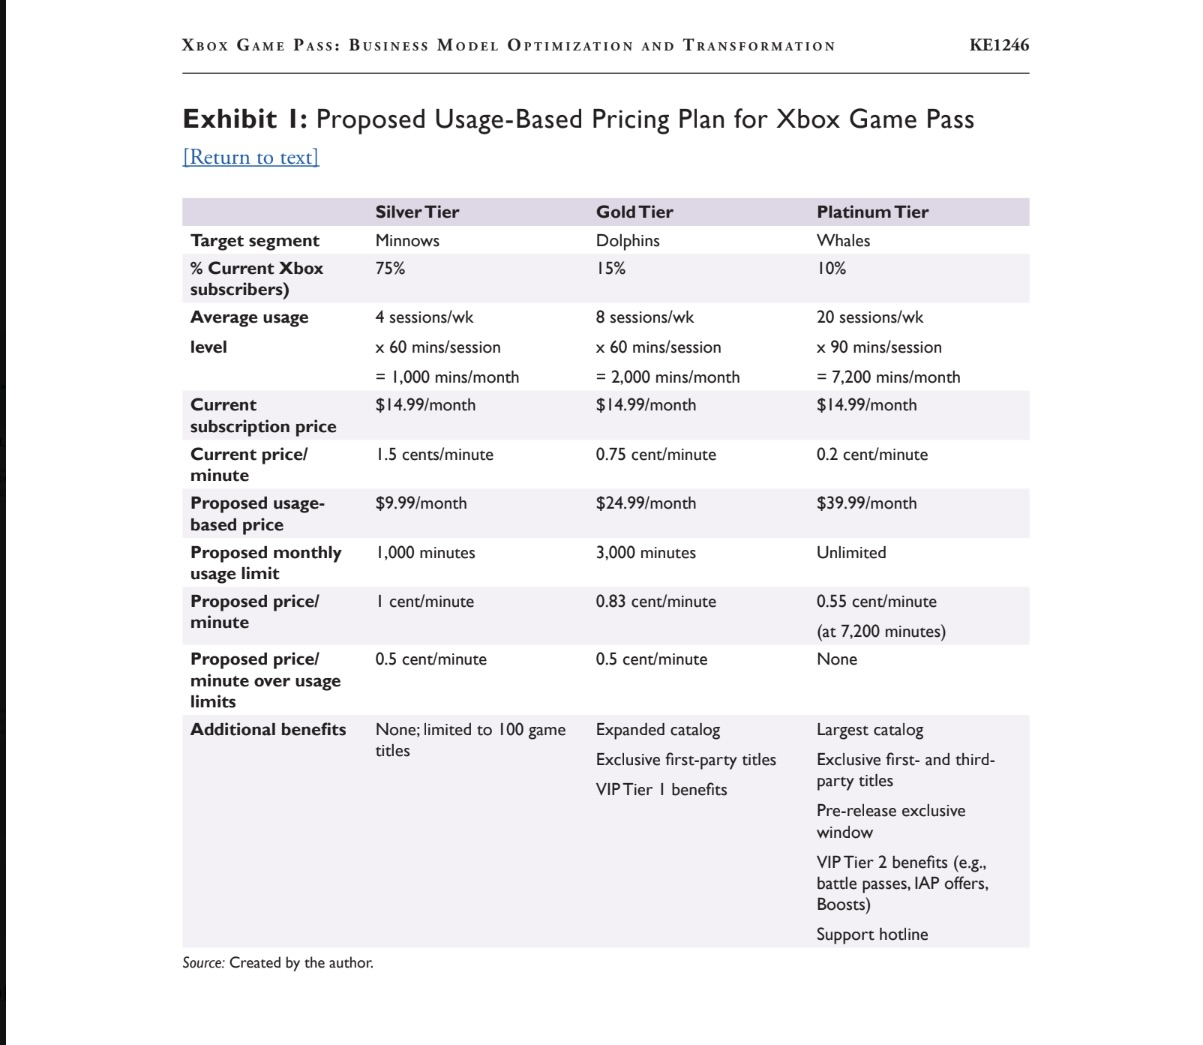 XBOX GAME PASS: BUSINESS MODEL OPTIMIZATION AND TRANSFORMATION KE1246
Exhibit 1: Proposed Usage-Based Pricing Plan for Xbox Game Pass
[Return to text]
Silver Tier Gold Tier Platinum Tier
Target segment Minnows Dolphins Whales
% Current Xbox 75% 15% 10%
subscribers)
Average usage 4 sessions/wk 8 sessions/wk 20 sessions/wk
level x 60 mins/session x 60 mins/session x 90 mins/session
= 1,000 mins/month = 2,000 mins/month = 7,200 mins/month
Current $14.99/month $14.99/month $14.99/month
subscription price
Current price/ 1.5 cents/minute 0.75 cent/minute 0.2 cent/minute
minute
Proposed usage- $9.99/month $24.99/month $39.99/month
based price
Proposed monthly 1,000 minutes 3,000 minutes Unlimited
usage limit
Proposed price/ 1 cent/minute 0.83 cent/minute 0.55 cent/minute
minute
(at 7,200 minutes)
Proposed price/ 0.5 cent/minute 0.5 cent/minute None
minute over usage
limits
Additional benefits None; limited to 100 game Expanded catalog Largest catalog
titles
Exclusive first-party titles Exclusive first- and third-
party titles
VIP Tier 1 benefits
Pre-release exclusive
window
VIP Tier 2 benefits (e.g.,
battle passes, IAP offers,
Boosts)
Support hotline
Source: Created by the author.